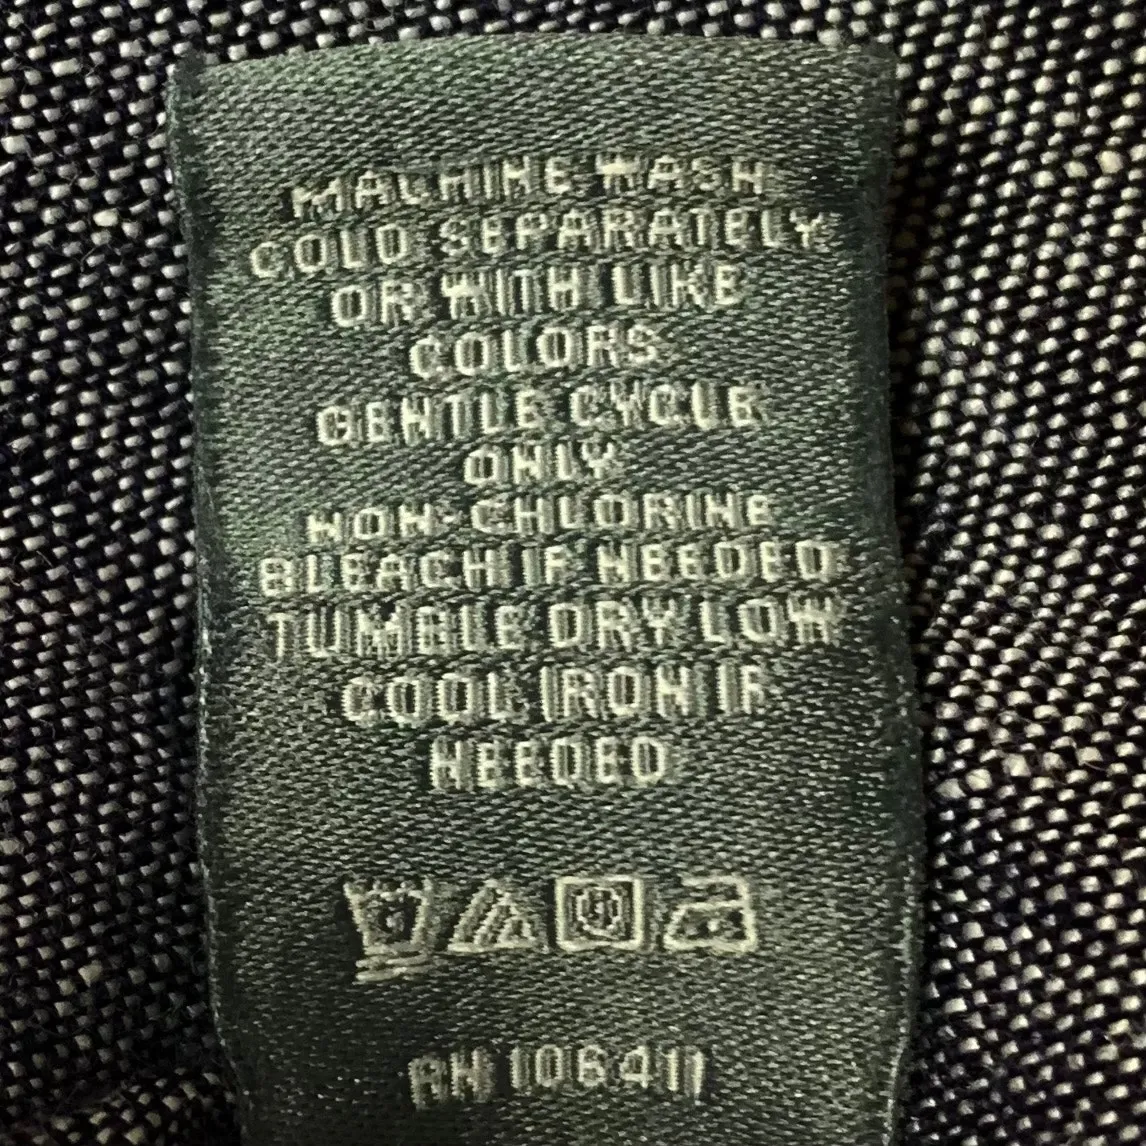 MACHINE WASH
COLD SEPARATELY
OR WITH LIKE
COLORS
GENTLE CYCLE
ONLY
NON-CHLORINE
BLEACH IF NEEDED
TUMBLE DRY LOW
COOL IRON IF
NEEDED
RN 106411